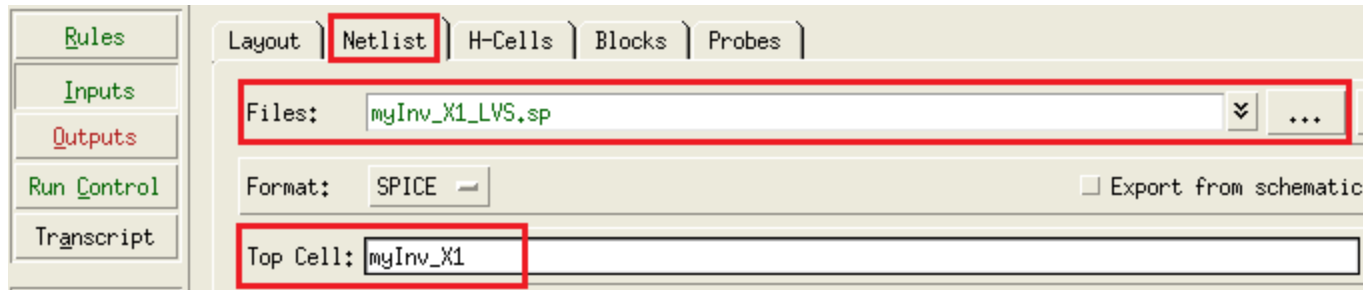 Rules
Inputs
Outputs
Run Control
Transcript
Layout Netlist H-Cells Blocks Probes
Files: myInv_X1_LVS.sp ...
Format: SPICE Export from schematic
Top Cell: myInv_X1